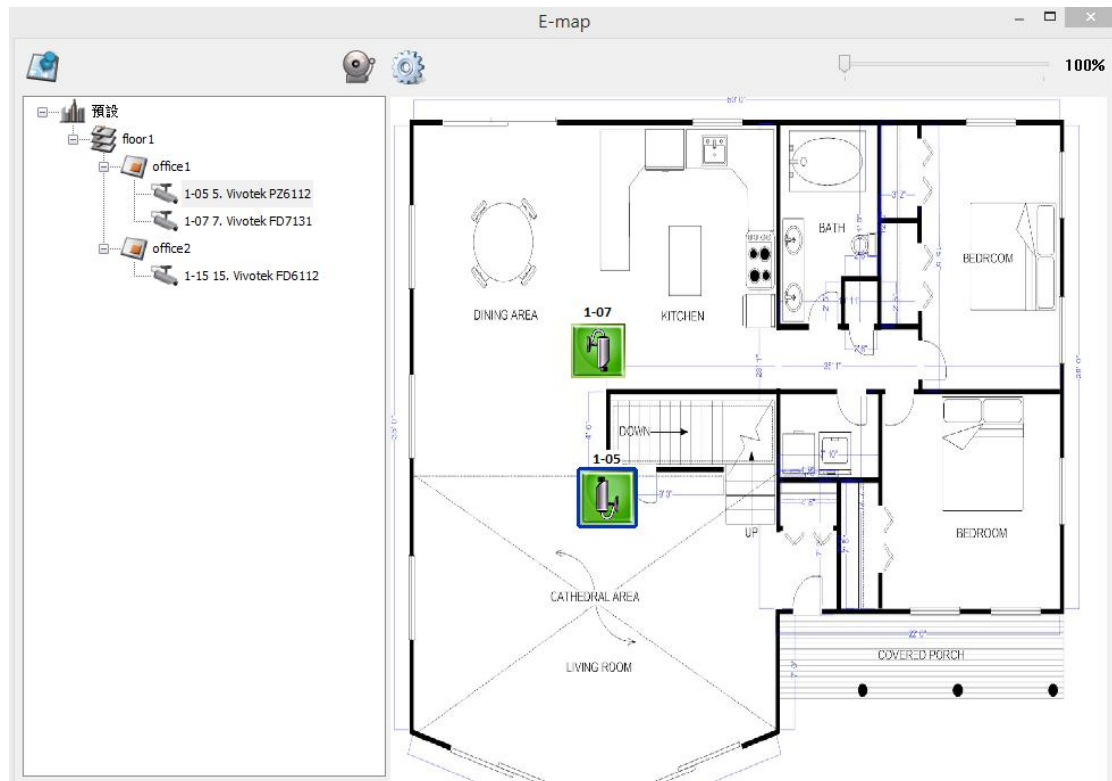 E-map
100%
預設
floor1
office1
1-05 5. Vivotek PZ6112
1-07 7. Vivotek FD7131
office2
1-15 15. Vivotek FD6112
BATH
BEDROOM
DINING AREA
1-07
KITCHEN
DOWN
1-05
UP
BEDROOM
CATHEDRAL AREA
COVERED PORCH
LIVING ROOM